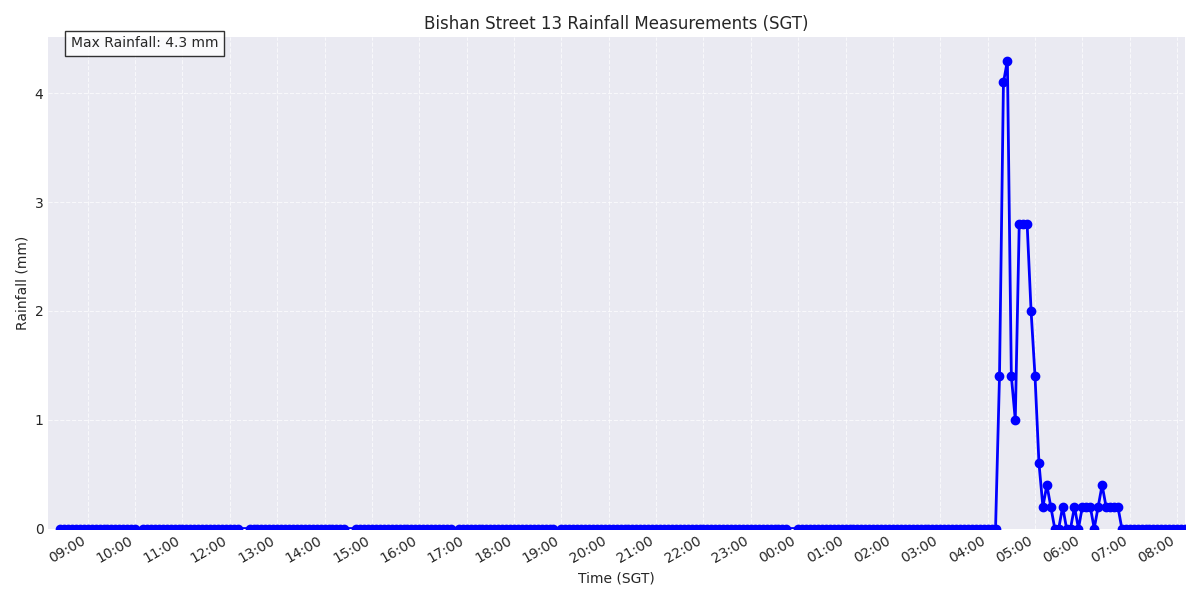 Bishan Street 13 Rainfall Measurements (SGT)
Max Rainfall: 4.3 mm
Rainfall (mm)
4
3
2
1
0
09:00 10:00 11:00 12:00 13:00 14:00 15:00 16:00 17:00 18:00 19:00 20:00 21:00 22:00 23:00 00:00 01:00 02:00 03:00 04:00 05:00 06:00 07:00 08:00
Time (SGT)